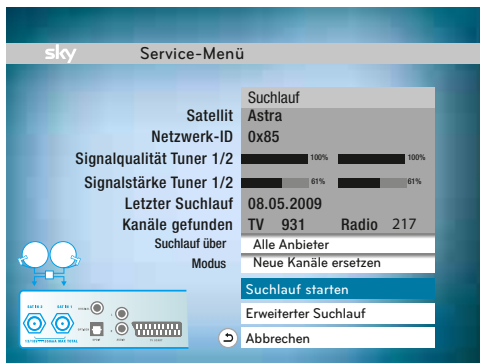 sky Service-Menü
Suchlauf
Satellit Astra
Netzwerk-ID 0x85
Signalqualität Tuner 1/2 100% 100%
Signalstärke Tuner 1/2 61% 61%
Letzter Suchlauf 08.05.2009
Kanäle gefunden TV 931 Radio 217
Suchlauf über Alle Anbieter
Modus Neue Kanäle ersetzen
Suchlauf starten
Erweiterter Suchlauf
Abbrechen